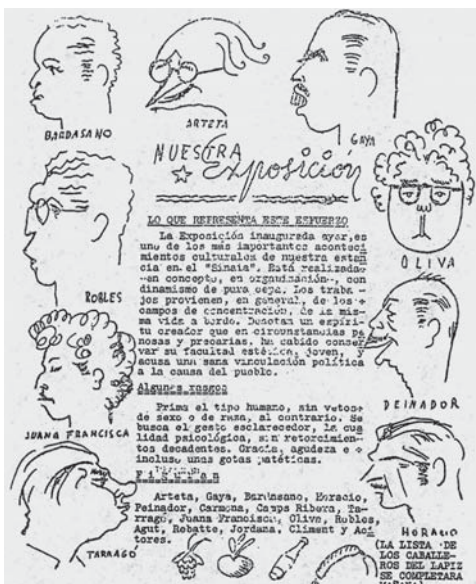 BARDASANO
ARTETA
GAYA
NUESTRA
Exposición
ROBLES
OLIVA
LO QUE REPRESENTA ESTE ESFUERZO
La Exposición inaugurada ayer,es
uno de los más importantes aconteci
mientos culturales de nuestra estan
cia en el "Sinaia". Está realizada
en concepto, en organización, con
dinamismo de pura cepa. Los traba-
jos provienen, en general, de los
campos de concentración, de la mis-
ma vida a bordo. Denotan un espíri-
tu creador que en circunstancias pe
nosas y precarias, ha sabido conser
var su facultad estética, joven, y
acusa una sana vinculación política
a la causa del pueblo.
JUANA FRANCISCA
DEINADOR
Algunos rasgos
Prima el tipo humano, sin vetos
de sexo o de raza, al contrario. Se
busca el gesto esclarecedor, la cua
lidad psicológica, sin retorcimien-
tos decadentes. Gracia, agudeza e
incluso unas gotas patéticas.
Figuran
Arteta, Gaya, Bardasano, Horacio,
Peinador, Carmona, Camps Ribera, Ta-
rragó, Juana Francisca, Oliva, Robles,
Agut, Robatte, Jordana, Climent y Aci
tores.
TARRAGÓ
HORACIO
(LA LISTA DE
LOS CABALLE-
ROS DEL LAPIZ
SE COMPLETARA